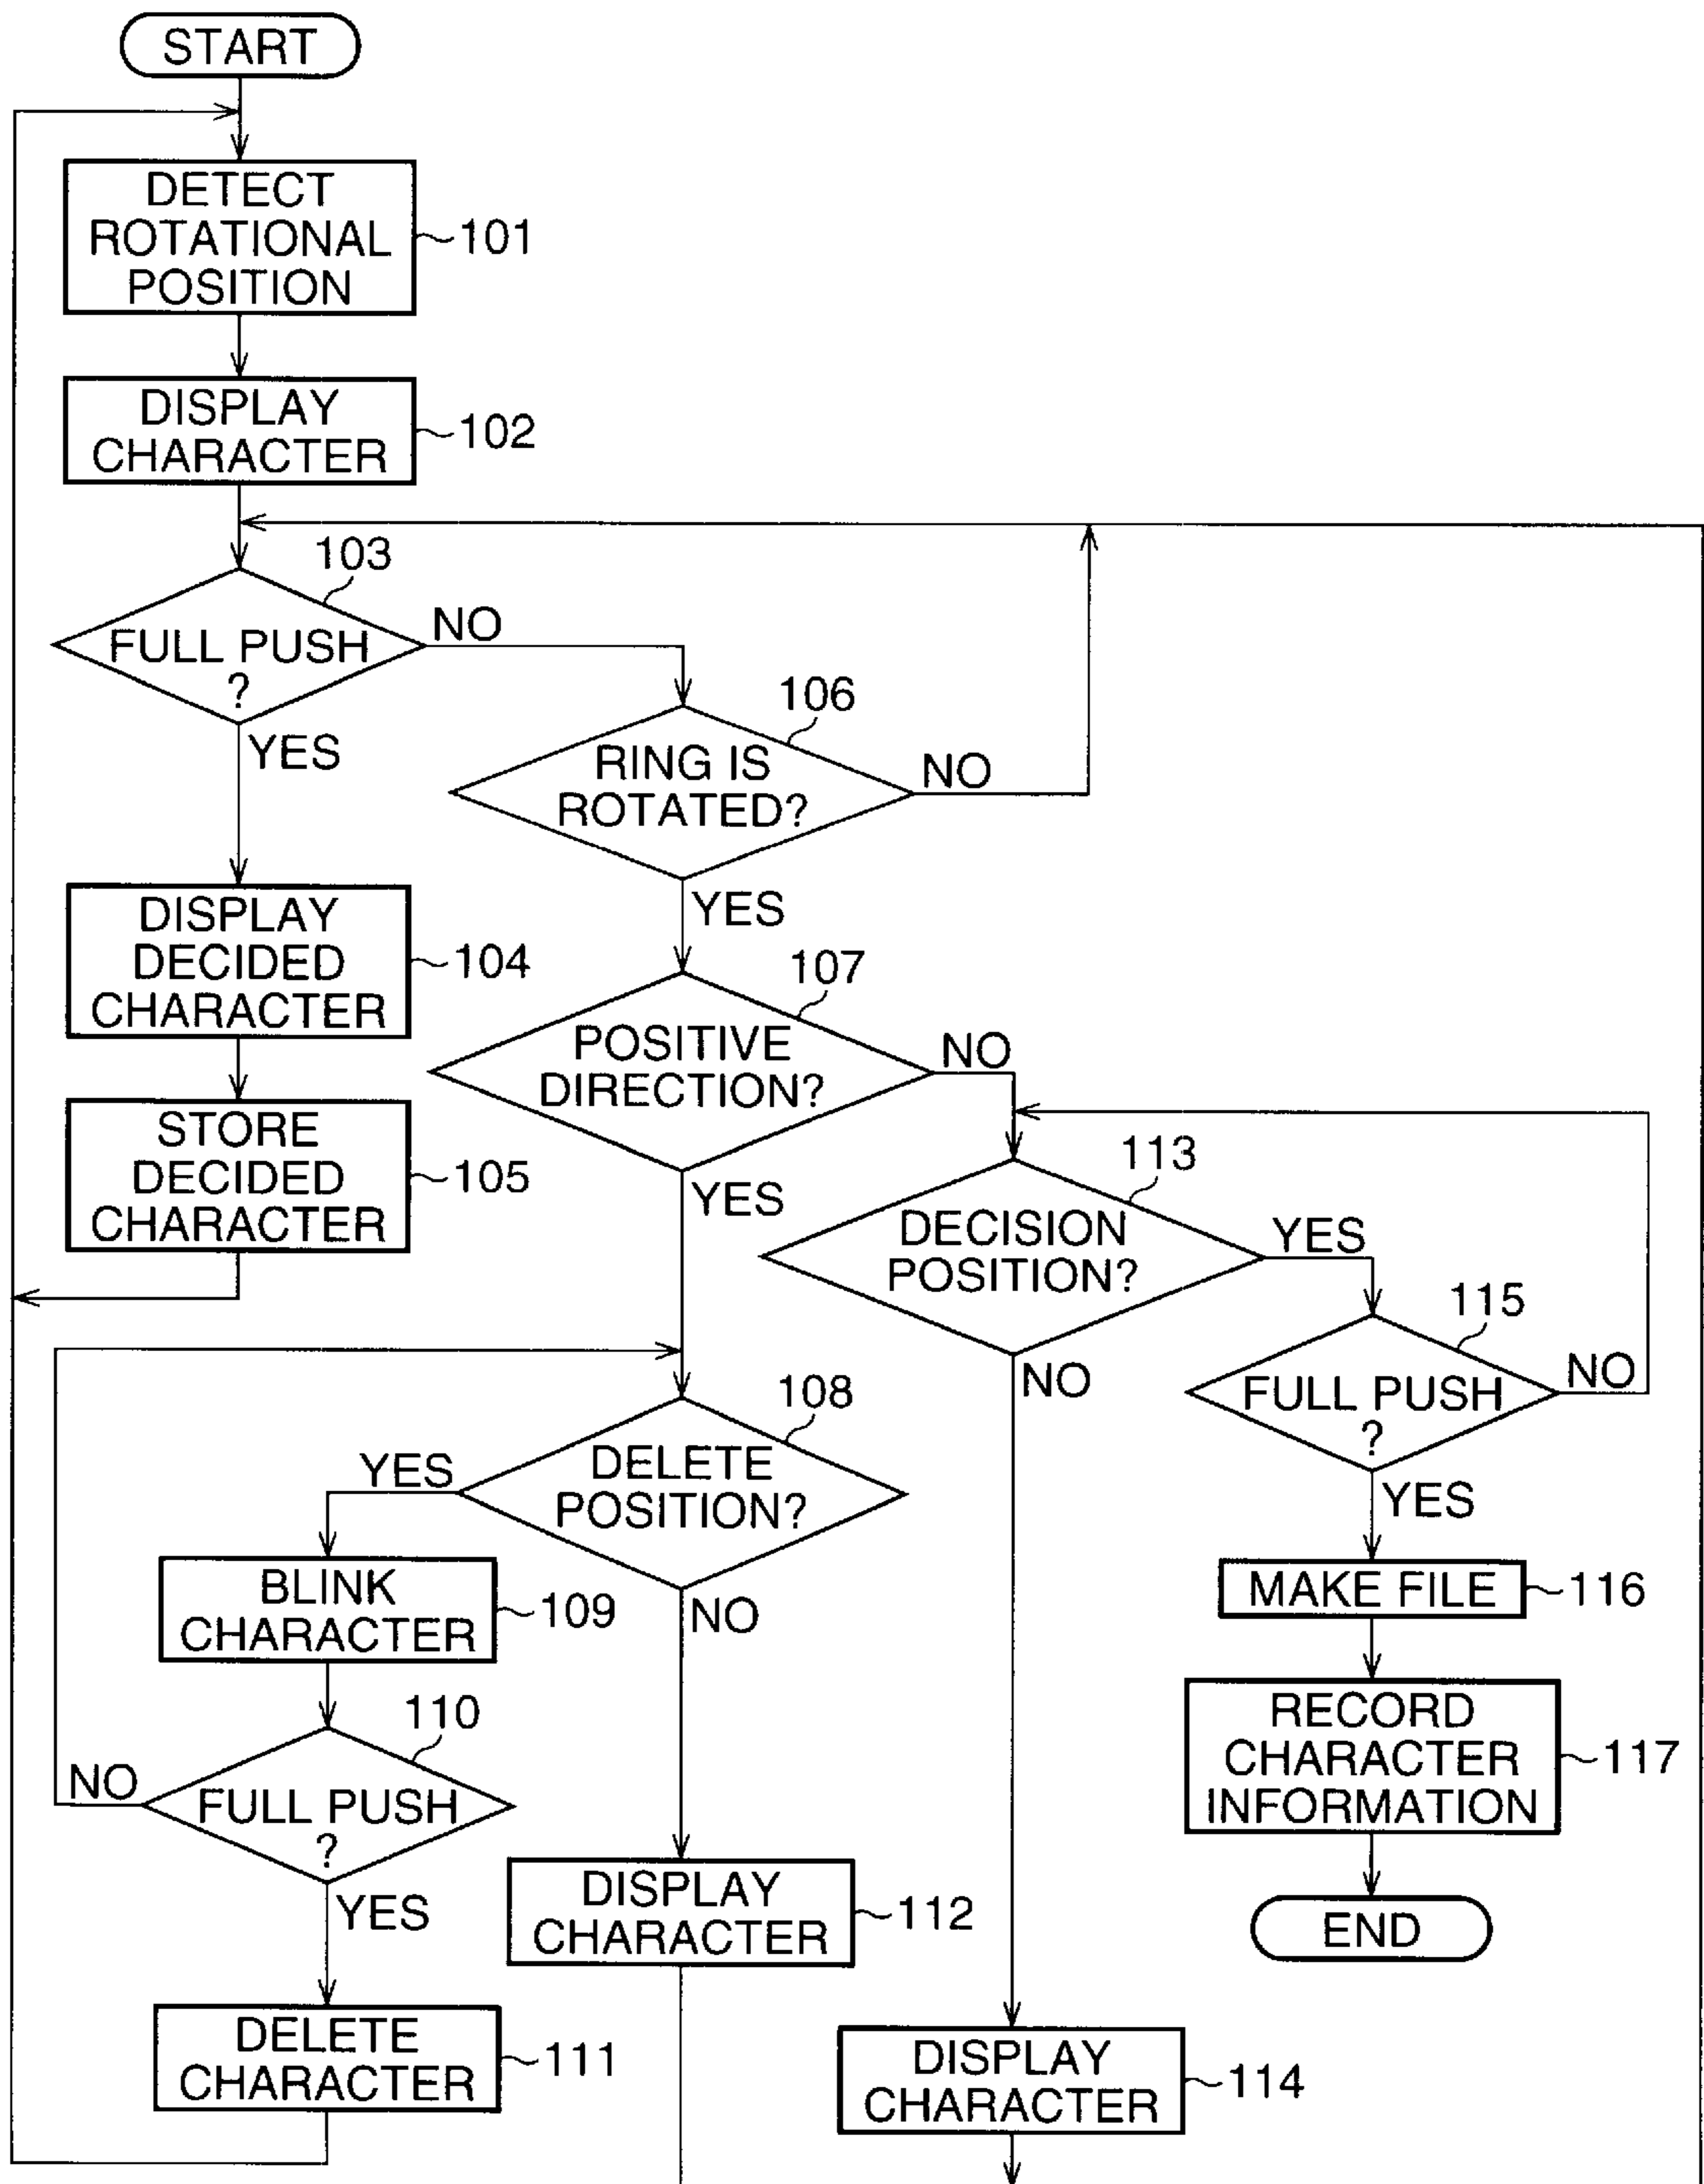 START
DETECT
ROTATIONAL
POSITION
101
DISPLAY
CHARACTER
102
103
FULL PUSH
?
NO
YES
106
RING IS
ROTATED?
NO
YES
DISPLAY
DECIDED
CHARACTER
104
107
POSITIVE
DIRECTION?
NO
YES
STORE
DECIDED
CHARACTER
105
113
DECISION
POSITION?
YES
NO
115
FULL PUSH
?
NO
YES
108
DELETE
POSITION?
YES
NO
BLINK
CHARACTER
109
MAKE FILE
116
110
FULL PUSH
?
NO
YES
RECORD
CHARACTER
INFORMATION
117
DISPLAY
CHARACTER
112
END
DELETE
CHARACTER
111
DISPLAY
CHARACTER
114